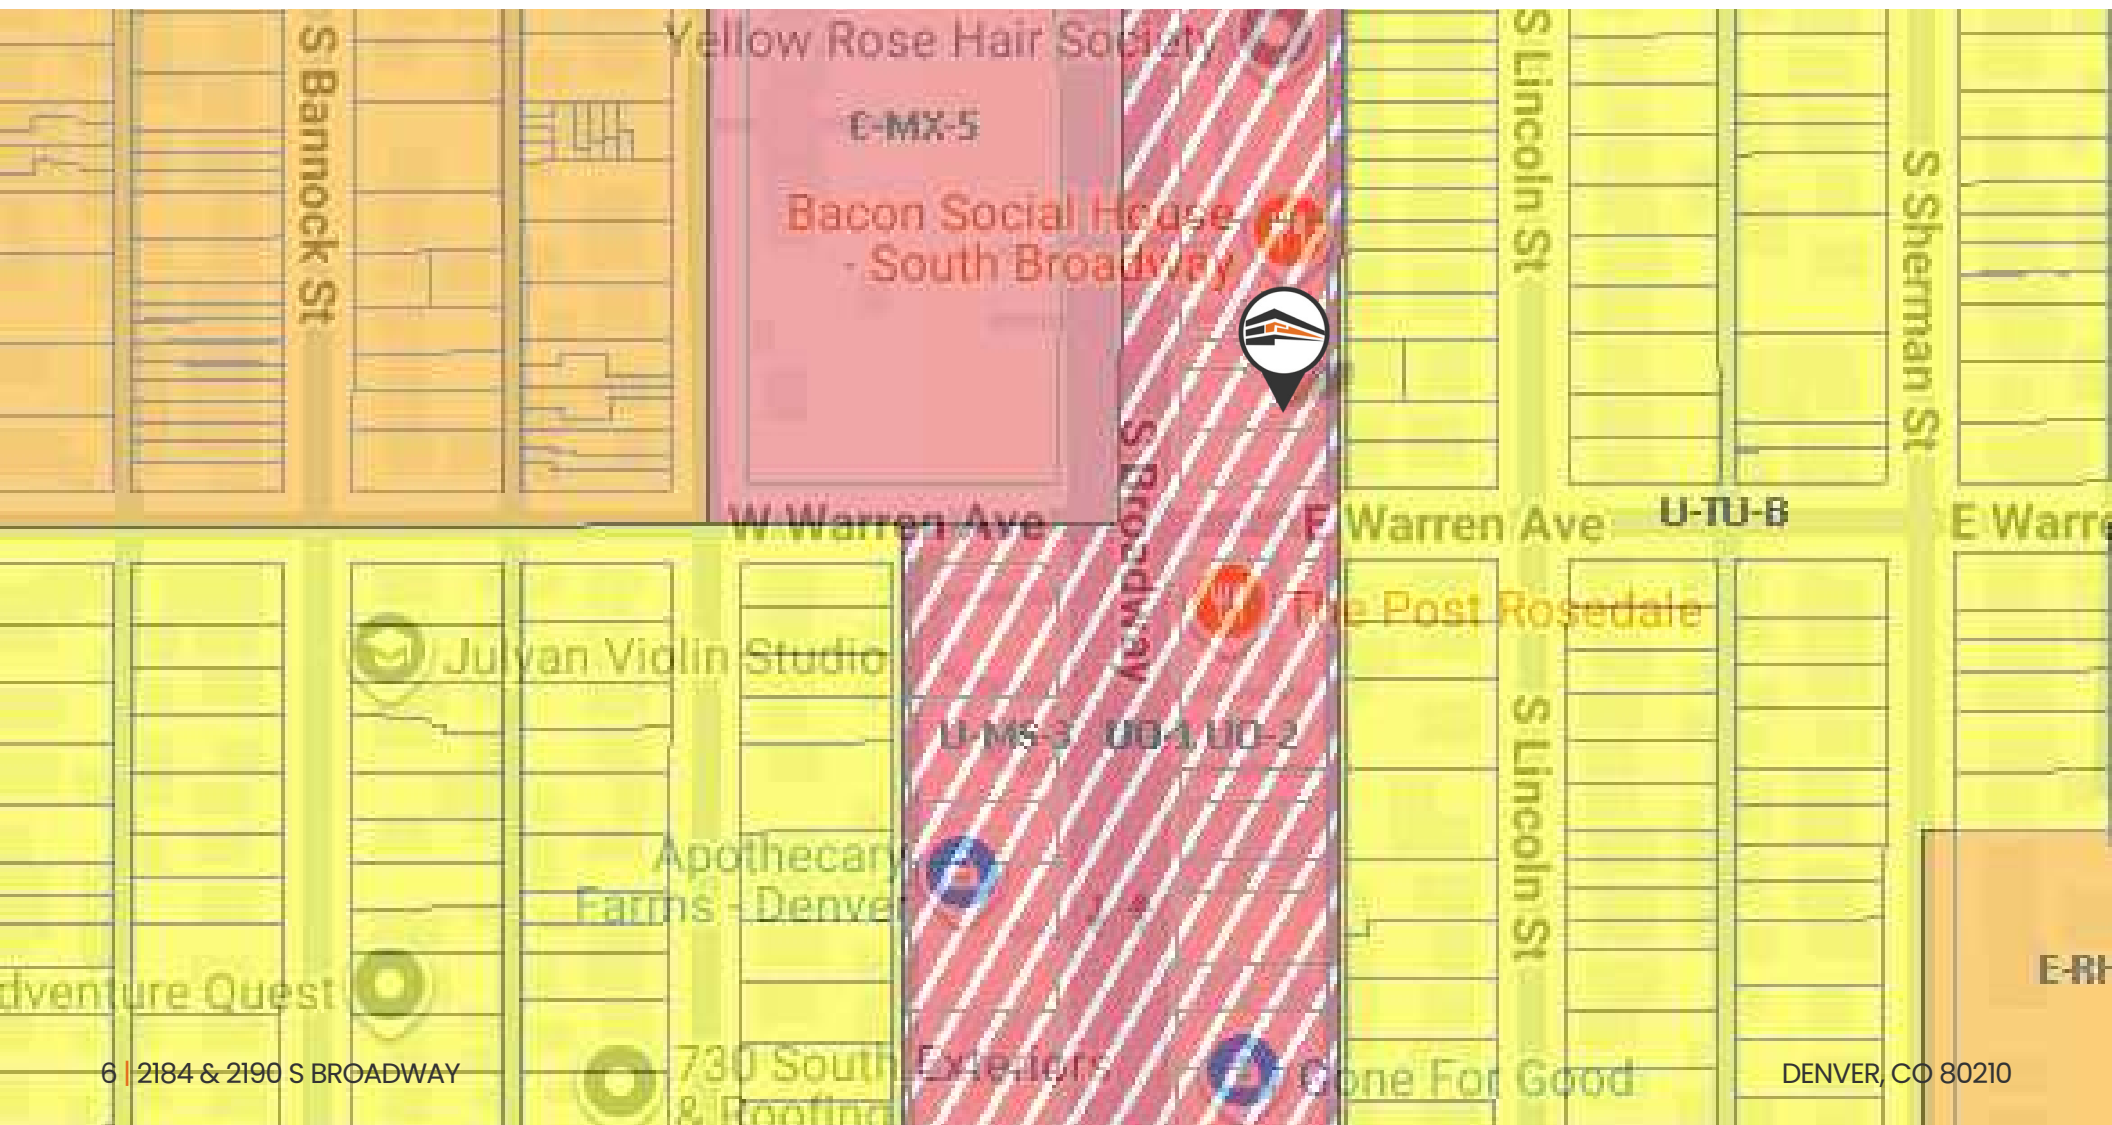 Yellow Rose Hair Society
S Bannock St
S Lincoln St
E-MX-5
S Sherman St
Bacon Social House
- South Broadway
S Broadway
W Warren Ave
E Warren Ave
U-TU-B
E Warre
The Post Rosedale
Julyan Violin Studio
U-MS-3 UO-1 UO-2
S Lincoln St
Apothecary
Farms - Denver
E-RH
dventure Quest
730 South Exteriors
& Roofing
Gone For Good
6 | 2184 & 2190 S BROADWAY
DENVER, CO 80210